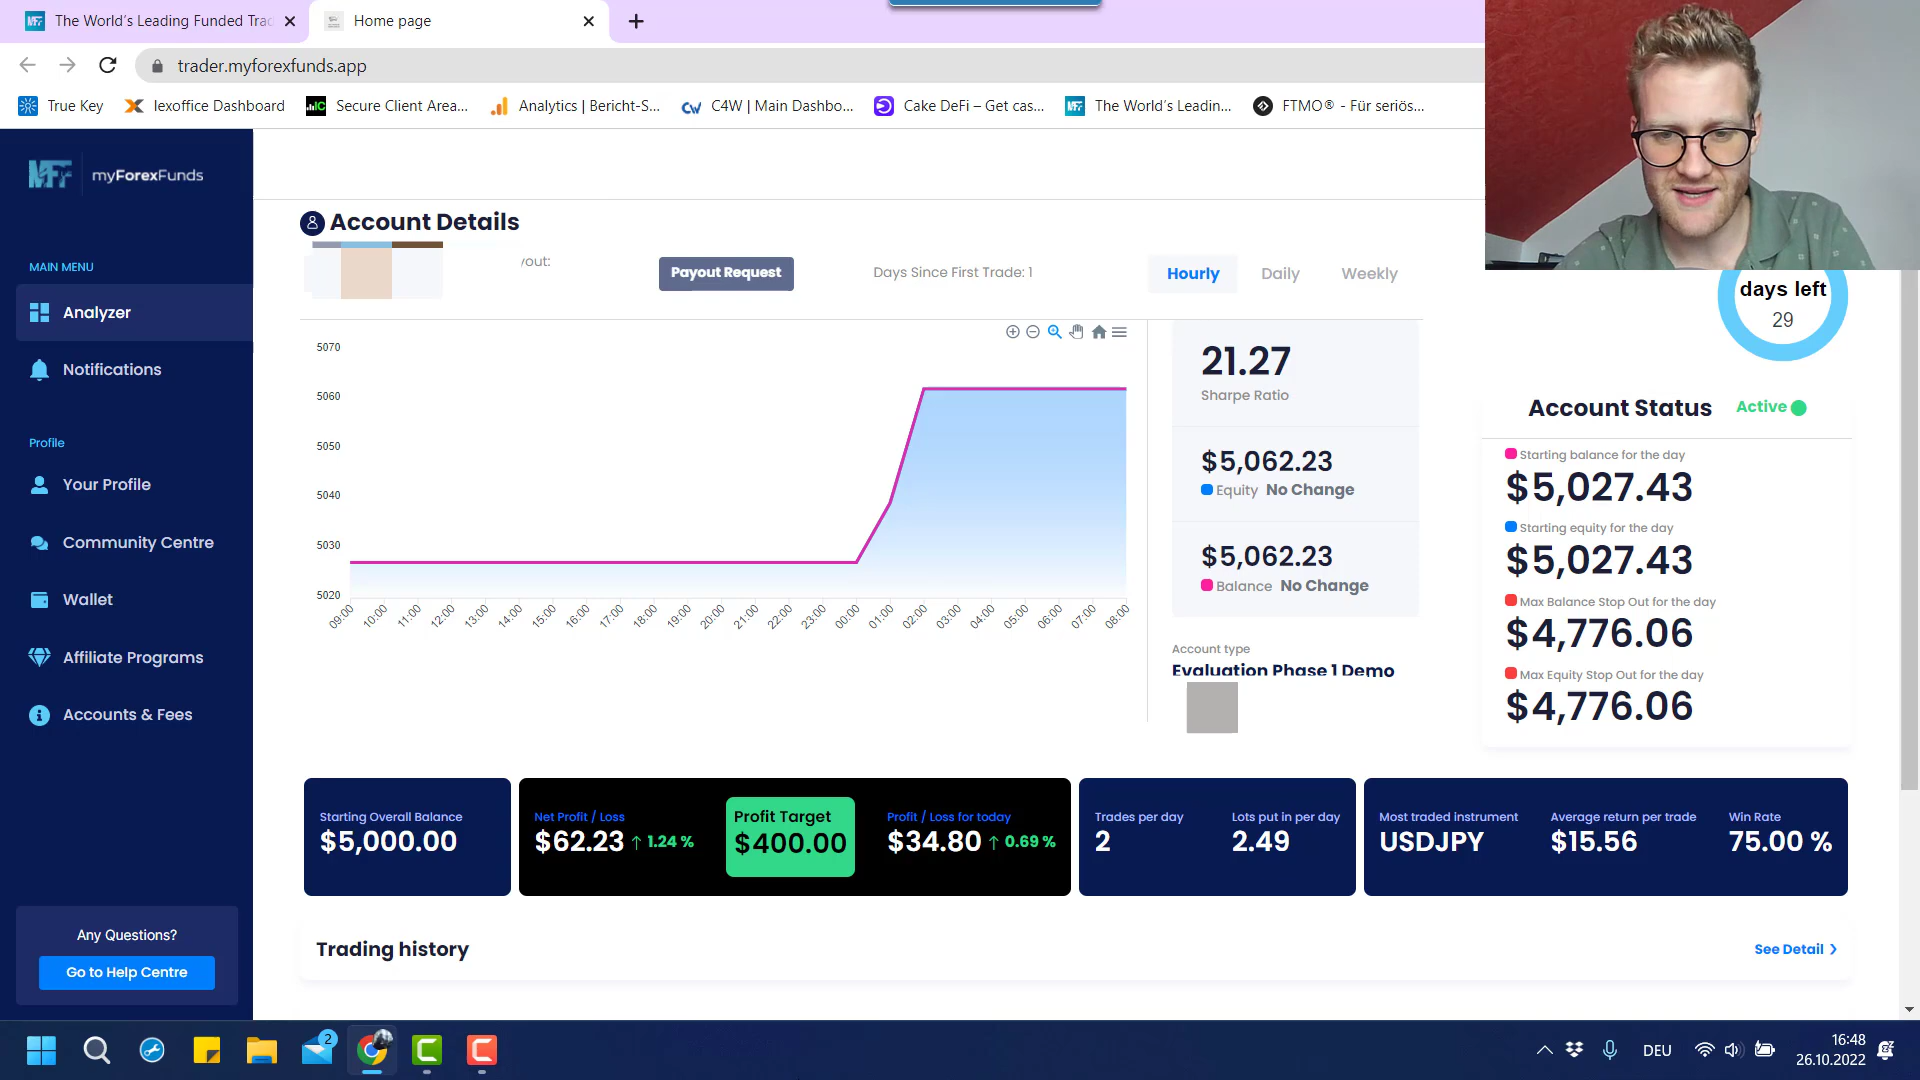 The World's Leading Funded Trad
Home page
trader.myforexfunds.app
True Key
lexoffice Dashboard
Secure Client Area...
Analytics | Bericht-S...
C4W | Main Dashbo...
Cake DeFi – Get cas...
The World's Leadin...
FTMO® - Für seriös...
MFF myForexFunds
MAIN MENU
Analyzer
Notifications
Profile
Your Profile
Community Centre
Wallet
Affiliate Programs
Accounts & Fees
Any Questions?
Go to Help Centre
Account Details
Payout Request
Days Since First Trade: 1
Hourly
Daily
Weekly
days left
29
5070
5060
5050
5040
5030
5020
09:00 10:00 11:00 12:00 13:00 14:00 15:00 16:00 17:00 18:00 19:00 20:00 21:00 22:00 23:00 00:00 01:00 02:00 03:00 04:00 05:00 06:00 07:00 08:00
21.27
Sharpe Ratio
$5,062.23
Equity No Change
$5,062.23
Balance No Change
Account type
Evaluation Phase 1 Demo
Account Status Active
Starting balance for the day
$5,027.43
Starting equity for the day
$5,027.43
Max Balance Stop Out for the day
$4,776.06
Max Equity Stop Out for the day
$4,776.06
Starting Overall Balance
$5,000.00
Net Profit / Loss
$62.23 ↑ 1.24 %
Profit Target
$400.00
Profit / Loss for today
$34.80 ↑ 0.69 %
Trades per day
2
Lots put in per day
2.49
Most traded instrument
USDJPY
Average return per trade
$15.56
Win Rate
75.00 %
Trading history
See Detail
2
DEU
16:48
26.10.2022